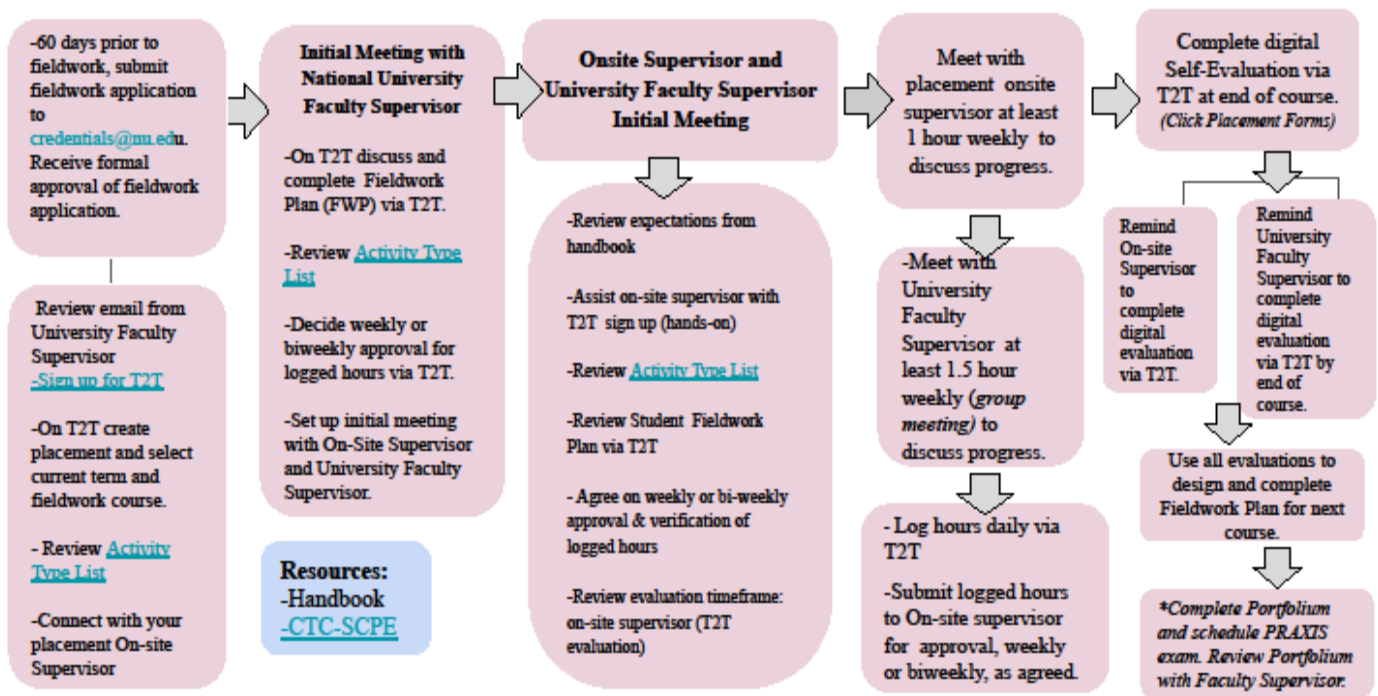 -60 days prior to
fieldwork, submit
fieldwork application
to
credentials@nu.edu.
Receive formal
approval of fieldwork
application.
Review email from
University Faculty
Supervisor
-Sign up for T2T
-On T2T create
placement and select
current term and
fieldwork course.
- Review Activity
Type List
-Connect with your
placement On-site
Supervisor
Initial Meeting with
National University
Faculty Supervisor
-On T2T discuss and
complete Fieldwork
Plan (FWP) via T2T.
-Review Activity Type
List
-Decide weekly or
biweekly approval for
logged hours via T2T.
-Set up initial meeting
with On-Site Supervisor
and University Faculty
Supervisor.
Resources:
-Handbook
-CTC-SCPE
Onsite Supervisor and
University Faculty Supervisor
Initial Meeting
-Review expectations from
handbook
-Assist on-site supervisor with
T2T sign up (hands-on)
-Review Activity Type List
-Review Student Fieldwork
Plan via T2T
- Agree on weekly or bi-weekly
approval & verification of
logged hours
-Review evaluation timeframe:
on-site supervisor (T2T
evaluation)
Meet with
placement onsite
supervisor at least
1 hour weekly to
discuss progress.
-Meet with
University
Faculty
Supervisor at
least 1.5 hour
weekly (group
meeting) to
discuss progress.
- Log hours daily via
T2T
-Submit logged hours
to On-site supervisor
for approval, weekly
or biweekly, as agreed.
Complete digital
Self-Evaluation via
T2T at end of course.
(Click Placement Forms)
Remind
On-site
Supervisor
to
complete
digital
evaluation
via T2T.
Remind
University
Faculty
Supervisor to
complete
digital
evaluation
via T2T by
end of
course.
Use all evaluations to
design and complete
Fieldwork Plan for next
course.
*Complete Portfolium
and schedule PRAXIS
exam. Review Portfolium
with Faculty Supervisor.